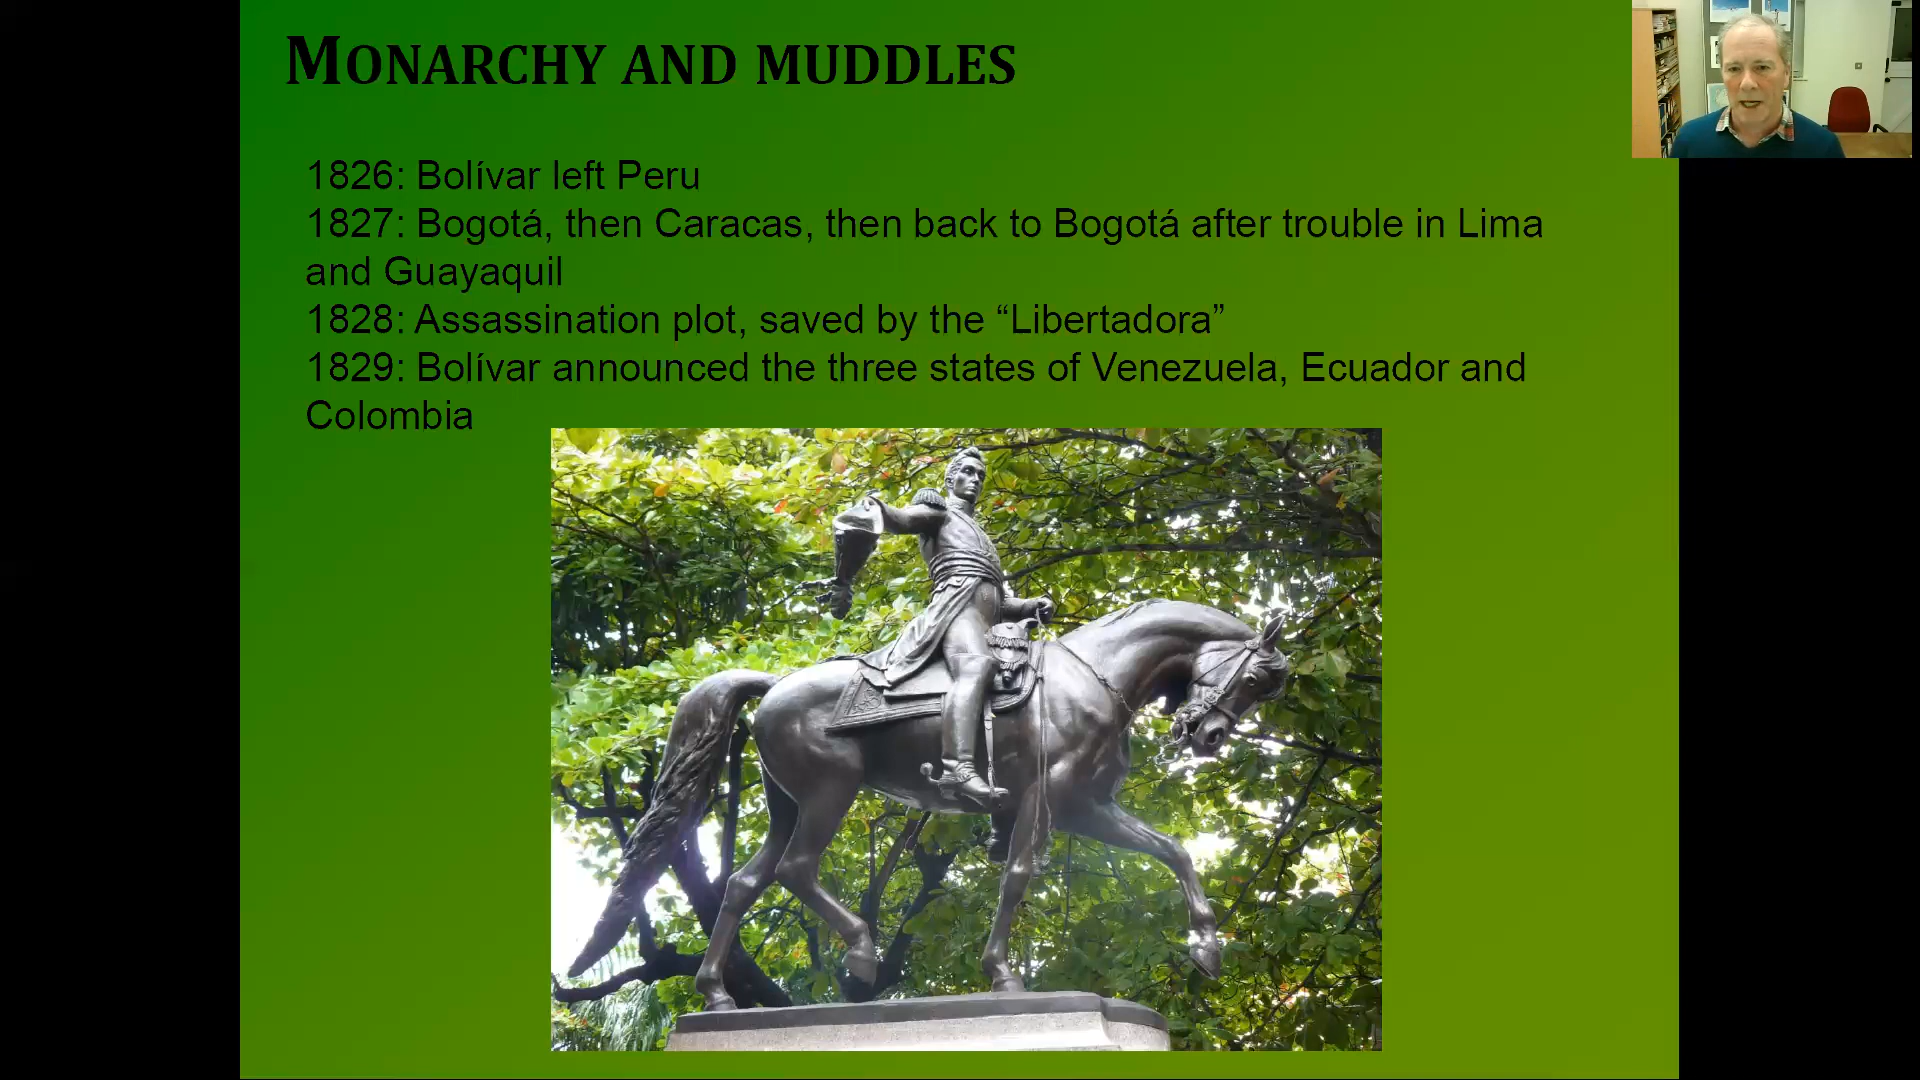 MONARCHY AND MUDDLES
1826: Bolívar left Peru
1827: Bogotá, then Caracas, then back to Bogotá after trouble in Lima
and Guayaquil
1828: Assassination plot, saved by the “Libertadora”
1829: Bolívar announced the three states of Venezuela, Ecuador and
Colombia